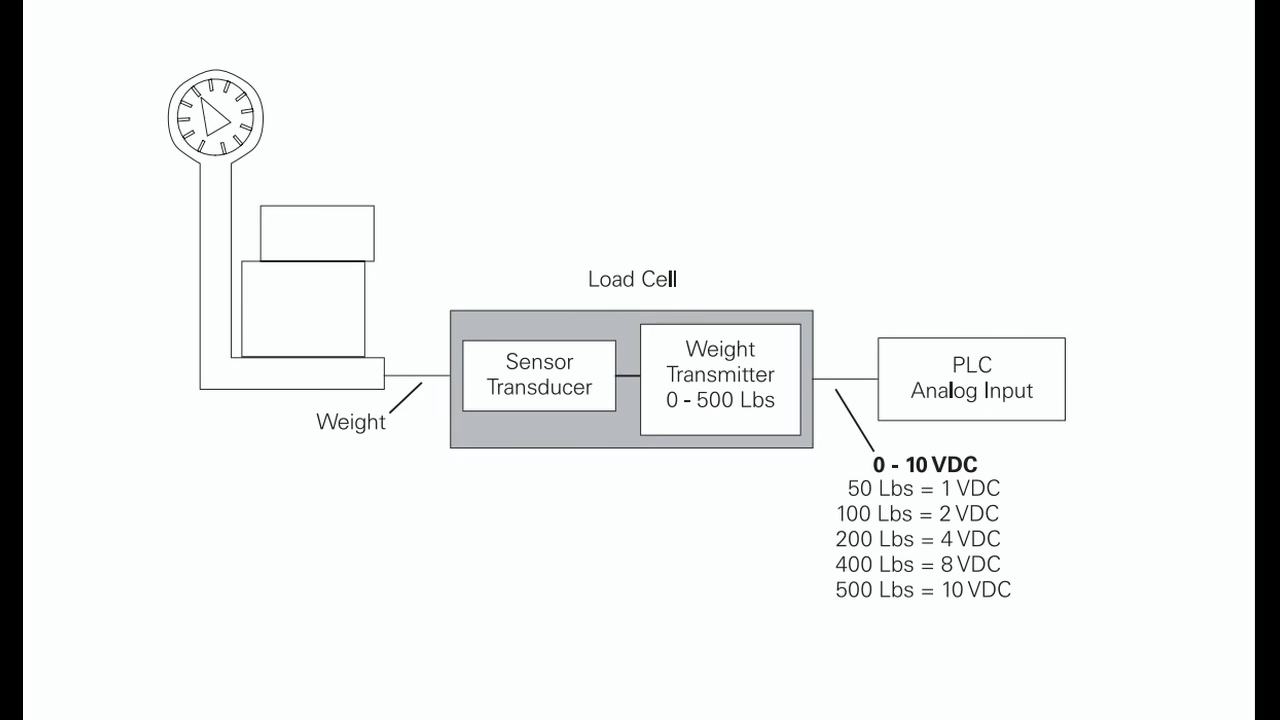 Load Cell
Sensor
Transducer
Weight
Transmitter
0 - 500 Lbs
PLC
Analog Input
Weight
0 - 10 VDC
50 Lbs = 1 VDC
100 Lbs = 2 VDC
200 Lbs = 4 VDC
400 Lbs = 8 VDC
500 Lbs = 10 VDC